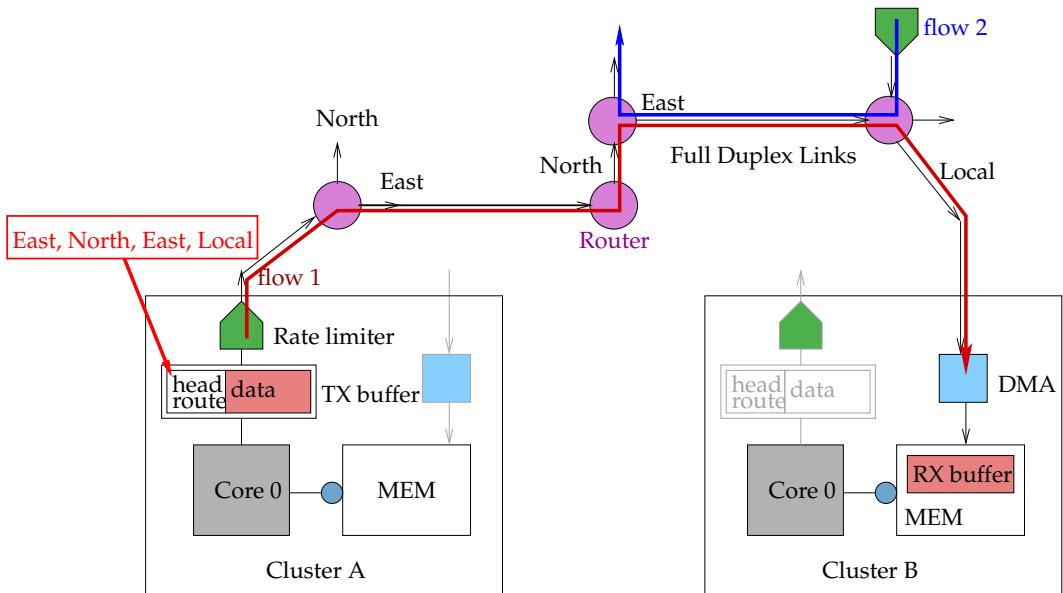 flow 2
East
North
East
North
Full Duplex Links
Local
East, North, East, Local
Router
flow 1
Rate limiter
head
route
data
TX buffer
head
route
data
DMA
Core 0
MEM
Core 0
RX buffer
MEM
Cluster A
Cluster B